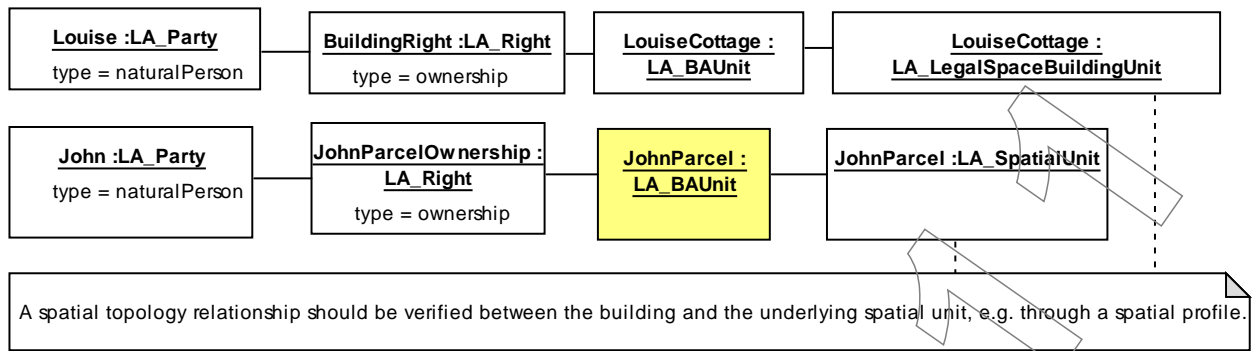 Louise :LA_Party
type = naturalPerson
BuildingRight :LA_Right
type = ownership
LouiseCottage :
LA_BAUnit
LouiseCottage :
LA_LegalSpaceBuildingUnit
John :LA_Party
type = naturalPerson
JohnParcelOwnership :
LA_Right
type = ownership
JohnParcel :
LA_BAUnit
JohnParcel :LA_SpatialUnit
A spatial topology relationship should be verified between the building and the underlying spatial unit, e.g. through a spatial profile.